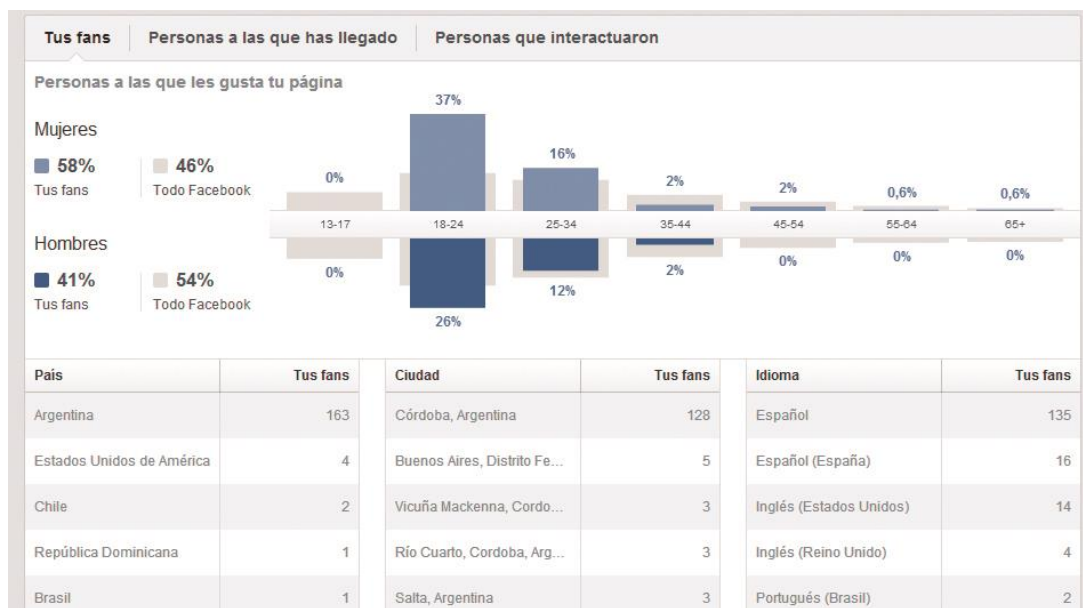 Tus fans Personas a las que has llegado Personas que interactuaron
Personas a las que les gusta tu página
Mujeres
58% 46%
Tus fans Todo Facebook
0% 37% 16% 2% 2% 0,6% 0,6%
13-17 18-24 25-34 35-44 45-54 55-64 65+
Hombres
41% 54%
Tus fans Todo Facebook
0% 26% 12% 2% 0% 0% 0%
País Tus fans Ciudad Tus fans Idioma Tus fans
Argentina 163 Córdoba, Argentina 128 Español 135
Estados Unidos de América 4 Buenos Aires, Distrito Fe... 5 Español (España) 16
Chile 2 Vicuña Mackenna, Cordo... 3 Inglés (Estados Unidos) 14
República Dominicana 1 Río Cuarto, Cordoba, Arg... 3 Inglés (Reino Unido) 4
Brasil 1 Salta, Argentina 3 Portugués (Brasil) 2